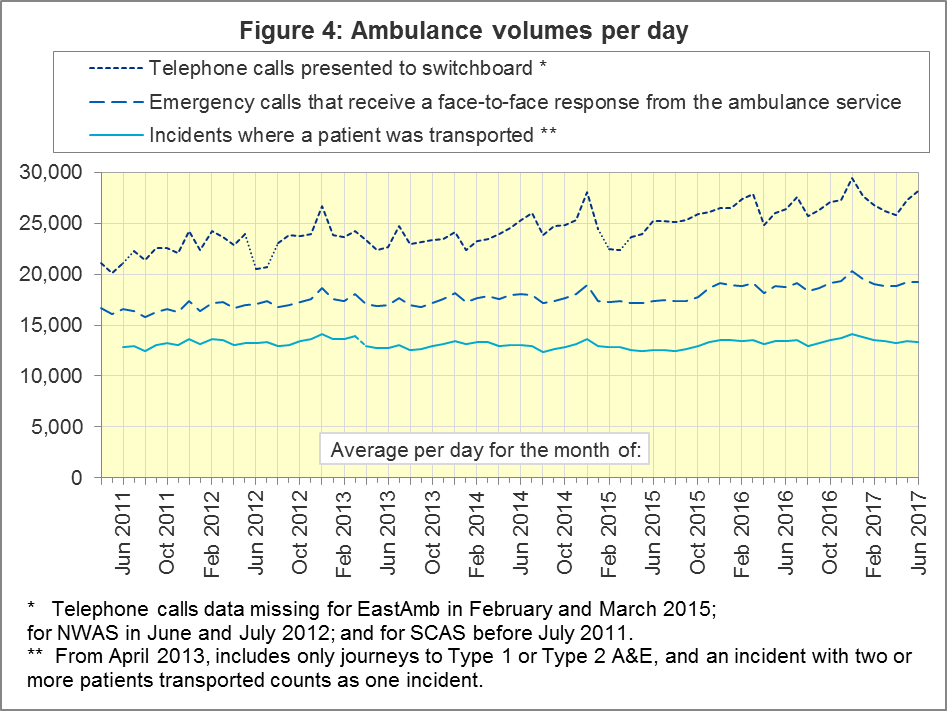 Figure 4: Ambulance volumes per day
Telephone calls presented to switchboard *
Emergency calls that receive a face-to-face response from the ambulance service
Incidents where a patient was transported **
30,000
25,000
20,000
15,000
10,000
5,000
0
Average per day for the month of:
Jun 2011
Oct 2011
Feb 2012
Jun 2012
Oct 2012
Feb 2013
Jun 2013
Oct 2013
Feb 2014
Jun 2014
Oct 2014
Feb 2015
Jun 2015
Oct 2015
Feb 2016
Jun 2016
Oct 2016
Feb 2017
Jun 2017
* Telephone calls data missing for EastAmb in February and March 2015;
for NWAS in June and July 2012; and for SCAS before July 2011.
** From April 2013, includes only journeys to Type 1 or Type 2 A&E, and an incident with two or
more patients transported counts as one incident.